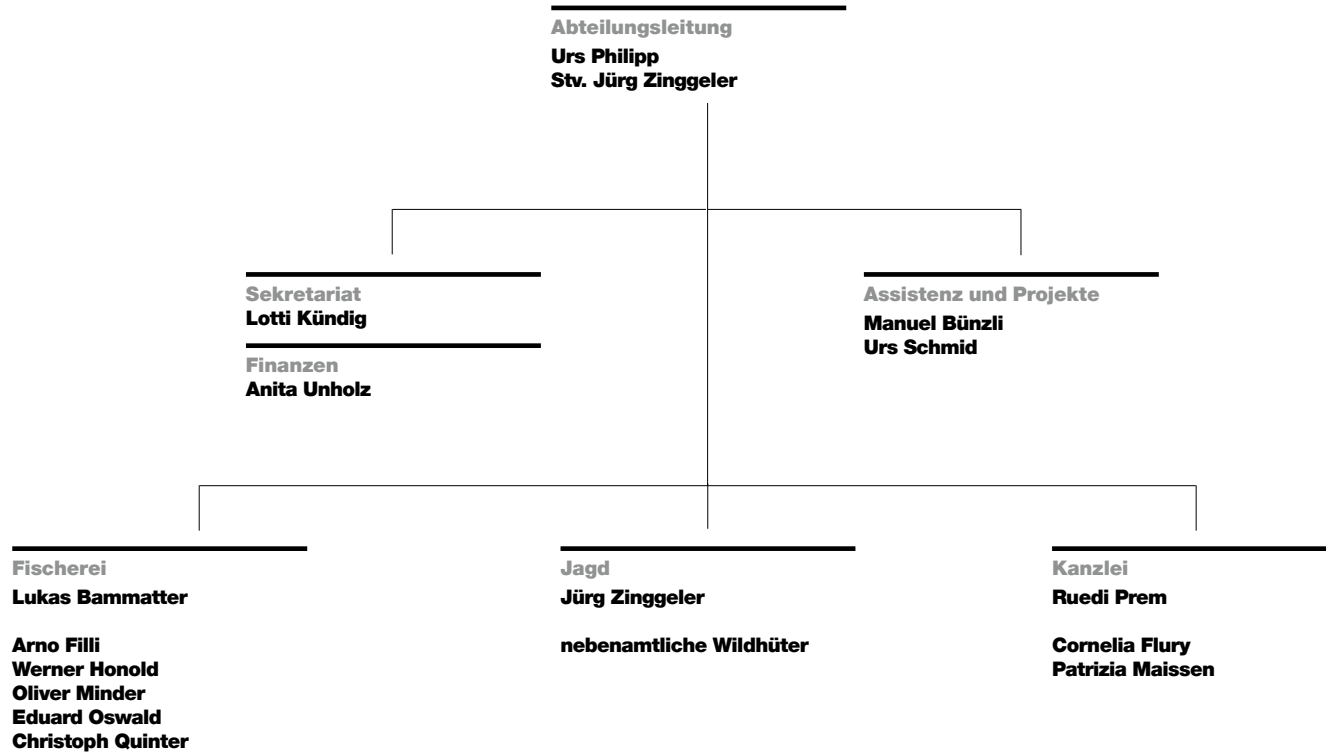 Abteilungsleitung
Urs Philipp
Stv. Jürg Zinggeler
Sekretariat
Lotti Kündig
Finanzen
Anita Unholz
Assistenz und Projekte
Manuel Bünzli
Urs Schmid
Fischerei
Lukas Bammatter
Arno Filli
Werner Honold
Oliver Minder
Eduard Oswald
Christoph Quinter
Jagd
Jürg Zinggeler
nebenamtliche Wildhüter
Kanzlei
Ruedi Prem
Cornelia Flury
Patrizia Maissen